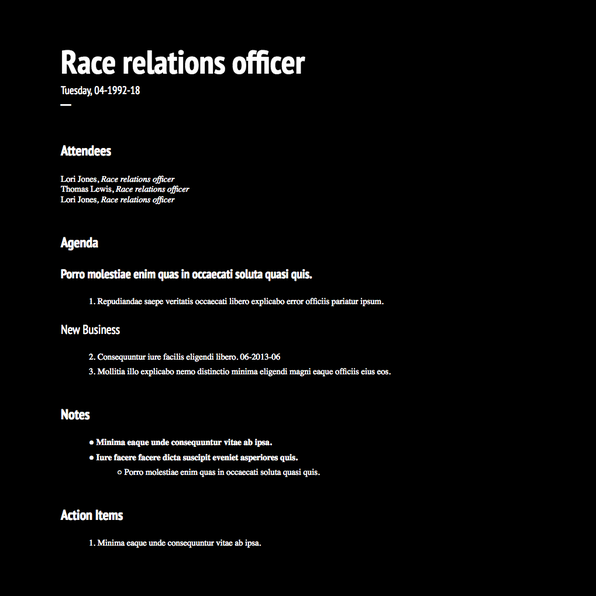 Race relations officer
Tuesday, 04-1992-18
Attendees
Lori Jones, Race relations officer
Thomas Lewis, Race relations officer
Lori Jones, Race relations officer
Agenda
Porro molestiae enim quas in occaecati soluta quasi quis.
1. Repudiandae saepe veritatis occaecati libero explicabo error officiis pariatur ipsum.
New Business
2. Consequuntur iure facilis eligendi libero. 06-2013-06
3. Mollitia illo explicabo nemo distinctio minima eligendi magni eaque officiis eius eos.
Notes
● Minima eaque unde consequuntur vitae ab ipsa.
● Iure facere facere dicta suscipit eveniet asperiores quis.
○ Porro molestiae enim quas in occaecati soluta quasi quis.
Action Items
1. Minima eaque unde consequuntur vitae ab ipsa.